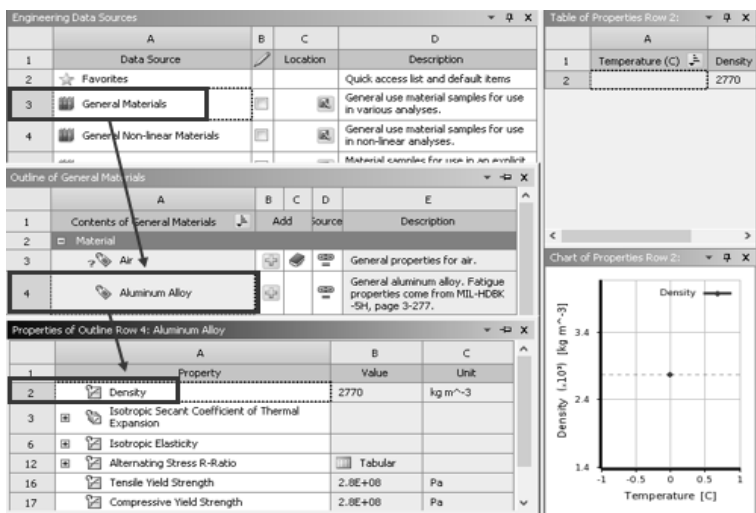 Engineering Data Sources
A B C D
1 Data Source Location Description
2 Favorites Quick access list and default items
3 General Materials General use material samples for use
in various analyses.
4 General Non-linear Materials General use material samples for use
in non-linear analyses.
Material samples for use in an explicit
Outline of General Materials
A B C D E
1 Contents of General Materials Add Source Description
2 Material
3 ? Air General properties for air.
4 Aluminum Alloy General aluminum alloy. Fatigue
properties come from MIL-HDBK
-5H, page 3-277.
Properties of Outline Row 4: Aluminum Alloy
A B C
1 Property Value Unit
2 Density 2770 kg m^-3
3 Isotropic Secant Coefficient of Thermal
Expansion
6 Isotropic Elasticity
12 Alternating Stress R-Ratio Tabular
16 Tensile Yield Strength 2.8E+08 Pa
17 Compressive Yield Strength 2.8E+08 Pa
Table of Properties Row 2:
A
1 Temperature (C) Density
2 2770
Chart of Properties Row 2:
Density
Density (.10³) [kg m^-3]
3.4
2.4
1.4
-1 -0.5 0 0.5 1
Temperature [C]